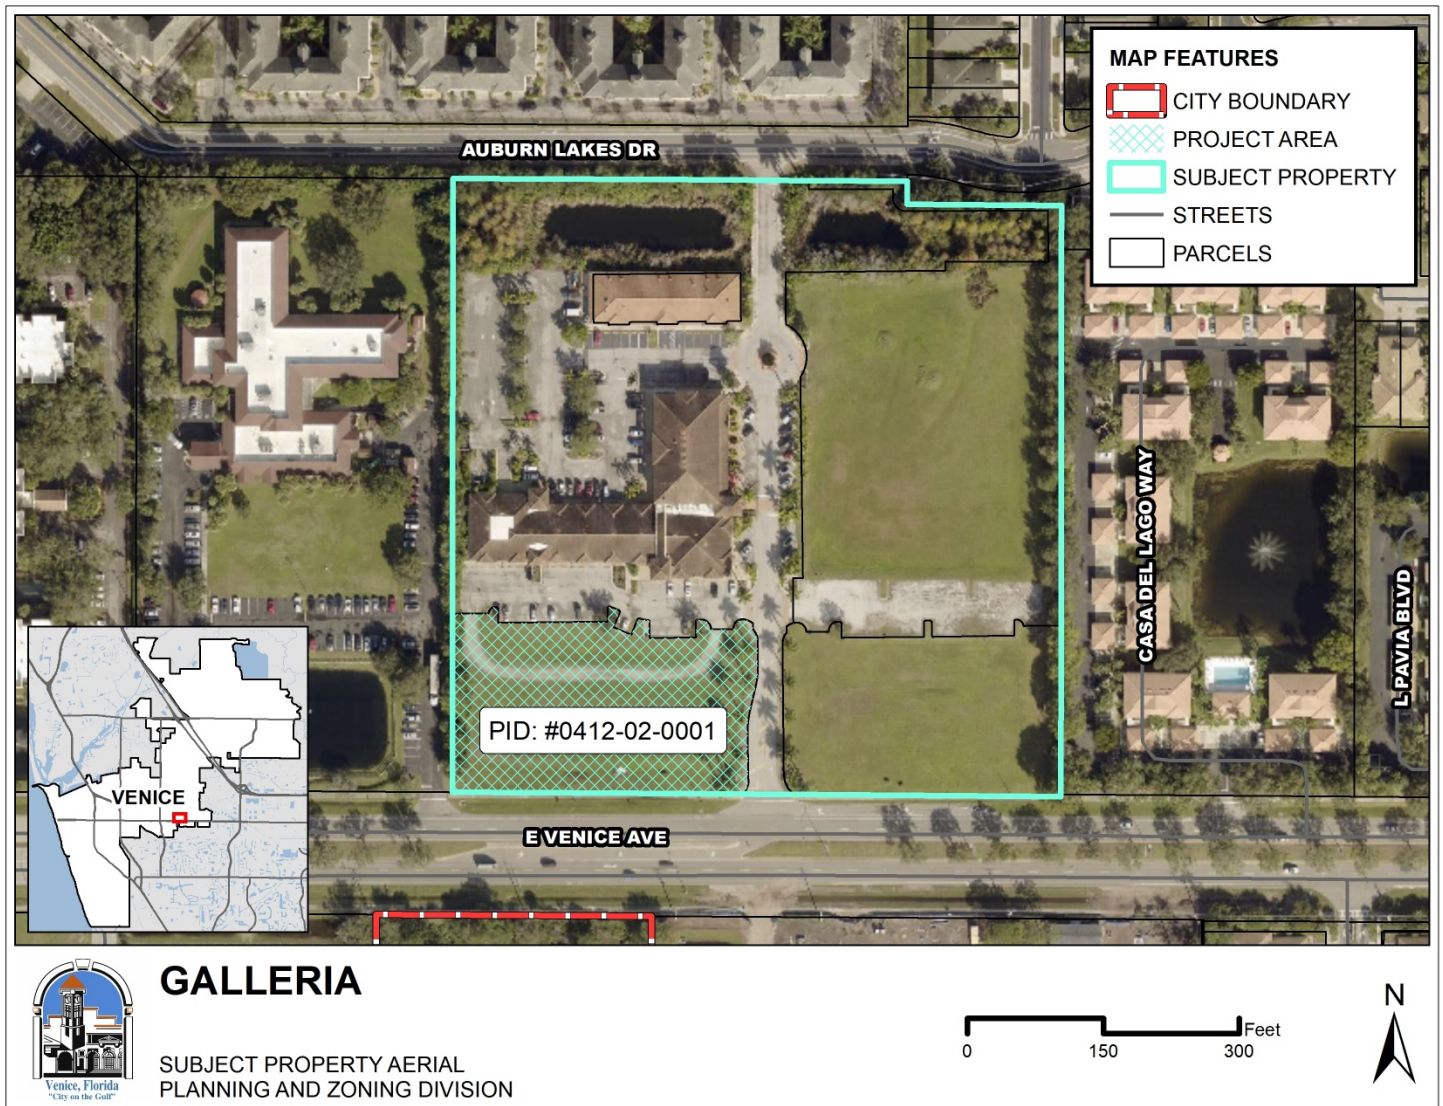 MAP FEATURES
CITY BOUNDARY
PROJECT AREA
SUBJECT PROPERTY
STREETS
PARCELS
AUBURN LAKES DR
CASA DEL LAGO WAY
L PAVIA BLVD
PID: #0412-02-0001
VENICE
E VENICE AVE
GALLERIA
SUBJECT PROPERTY AERIAL
PLANNING AND ZONING DIVISION
Venice, Florida
"City on the Gulf"
Feet
0 150 300
N